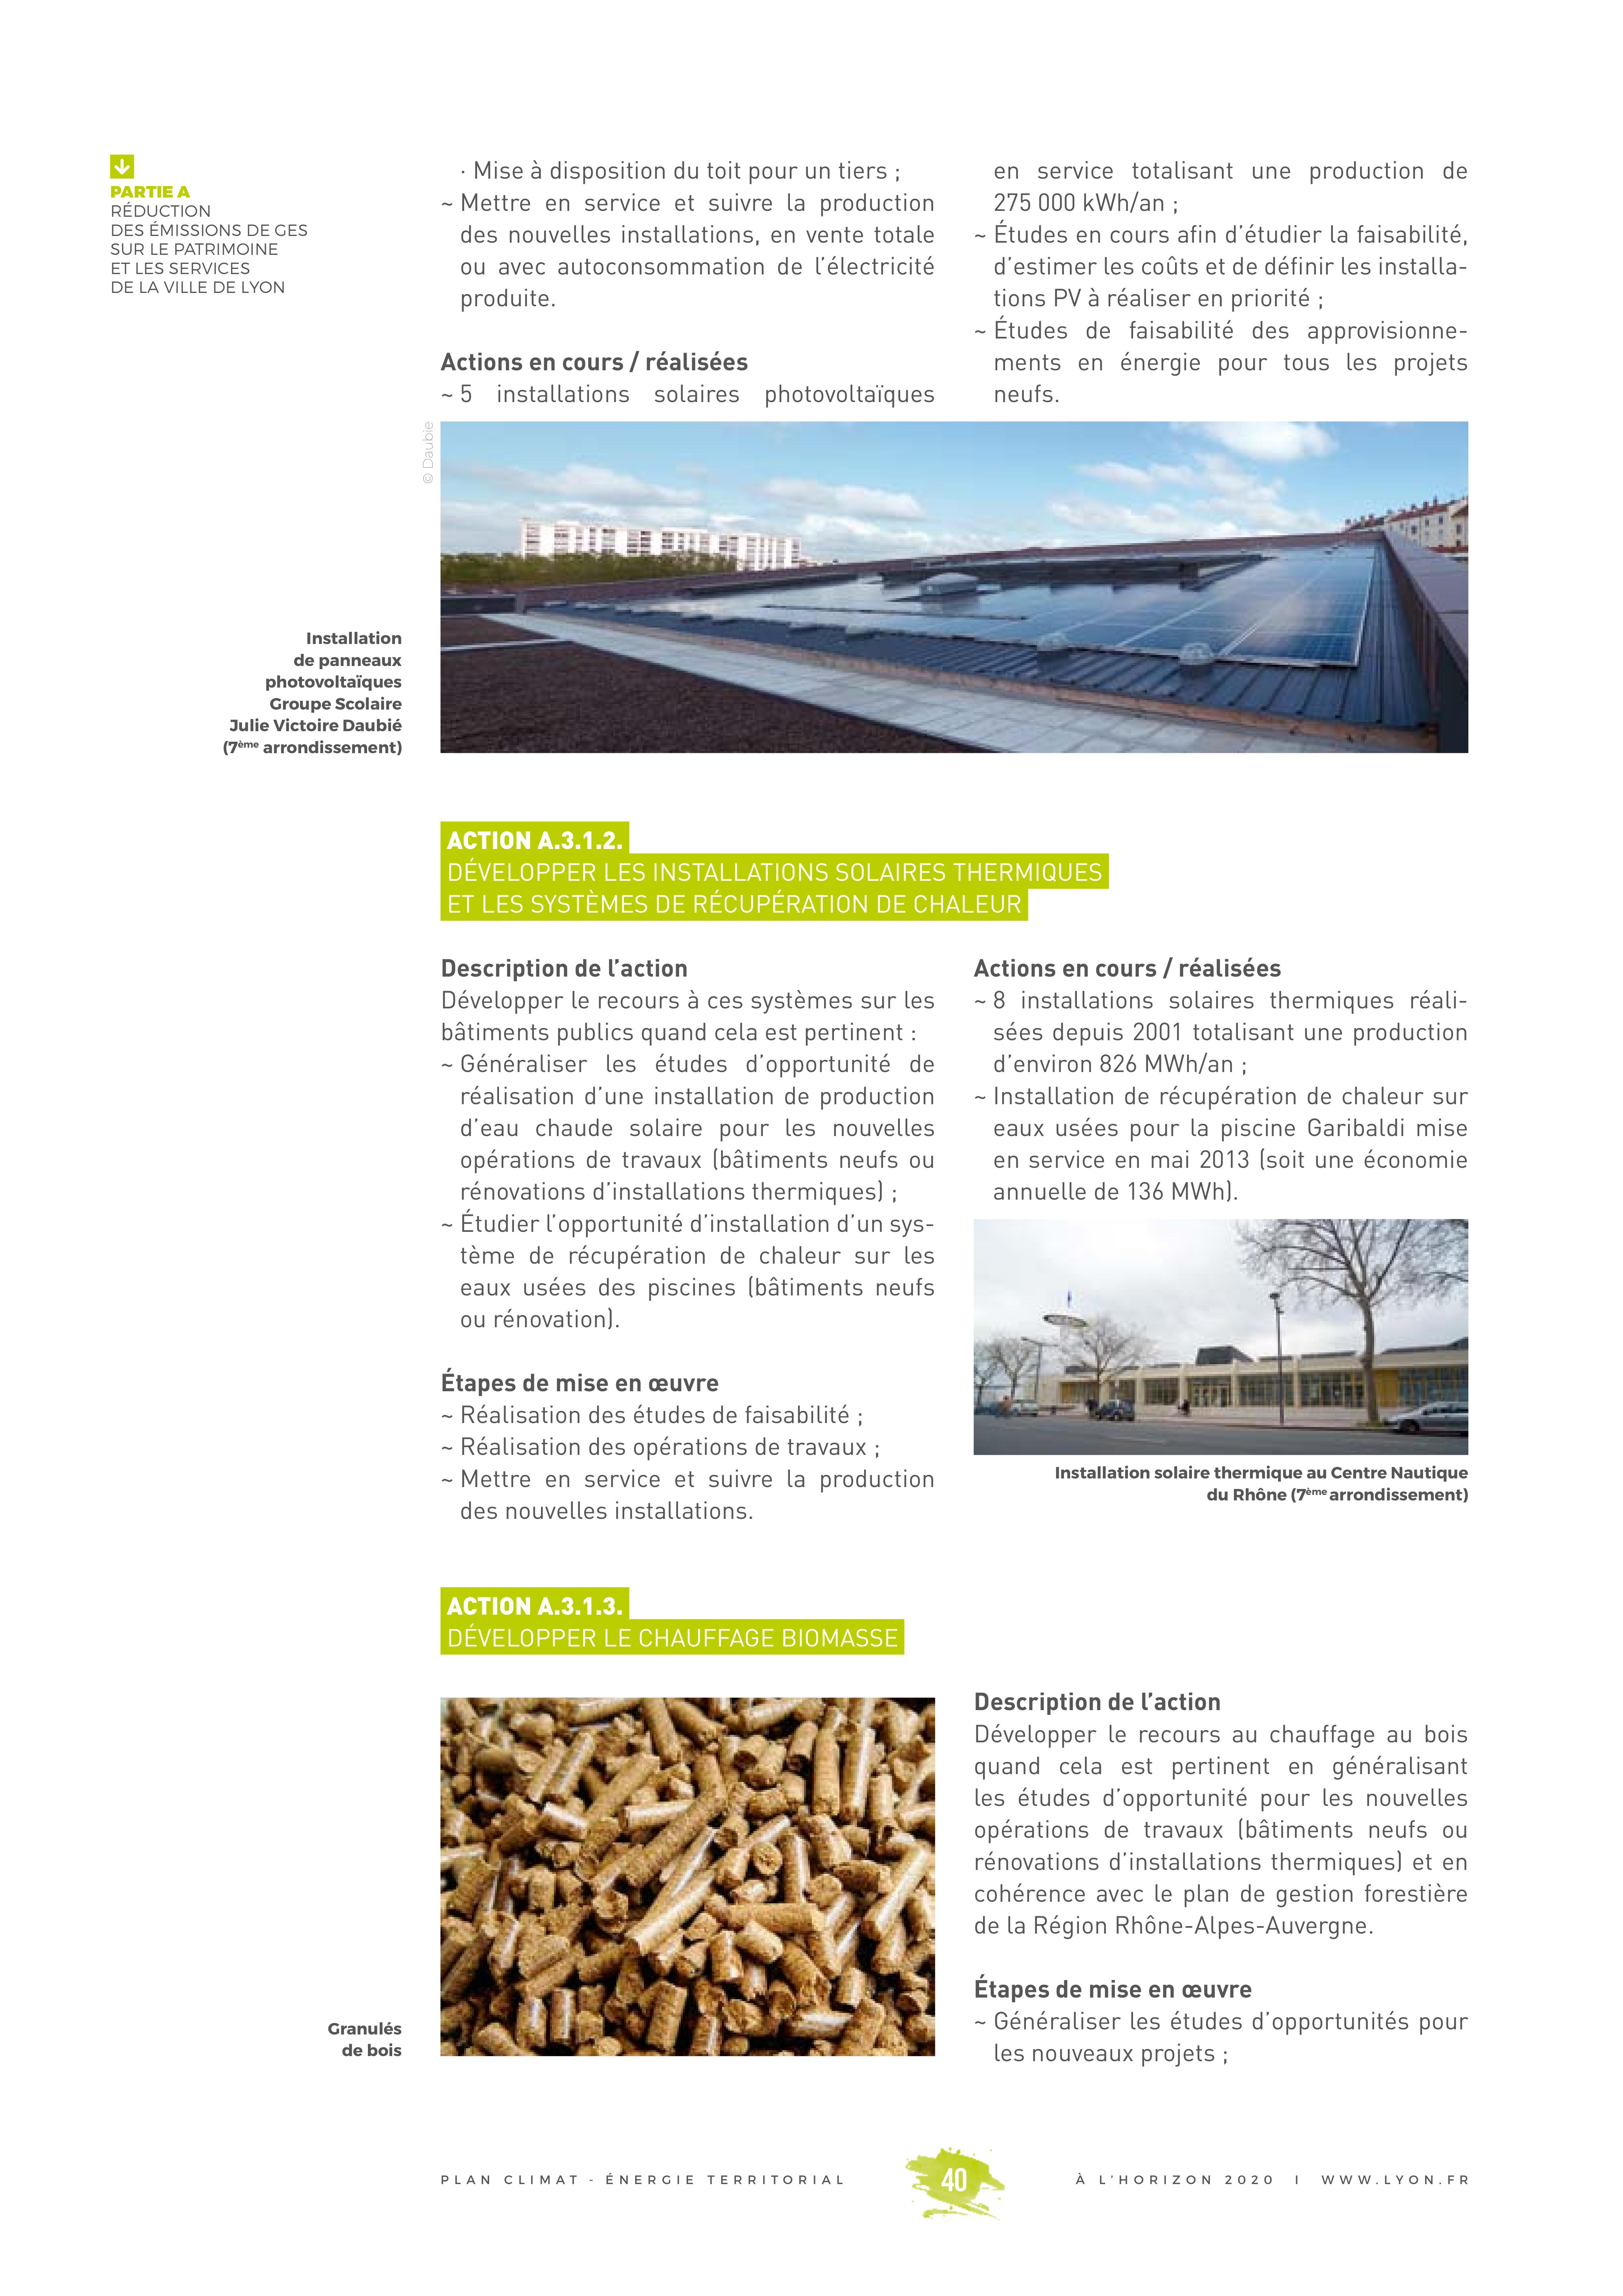 PARTIE A
RÉDUCTION
DES ÉMISSIONS DE GES
SUR LE PATRIMOINE
ET LES SERVICES
DE LA VILLE DE LYON
· Mise à disposition du toit pour un tiers ;
~ Mettre en service et suivre la production
des nouvelles installations, en vente totale
ou avec autoconsommation de l’électricité
produite.
Actions en cours / réalisées
~ 5 installations solaires photovoltaïques
en service totalisant une production de
275 000 kWh/an ;
~ Études en cours afin d’étudier la faisabilité,
d’estimer les coûts et de définir les installa-
tions PV à réaliser en priorité ;
~ Études de faisabilité des approvisionne-
ments en énergie pour tous les projets
neufs.
© Daubie
Installation
de panneaux
photovoltaïques
Groupe Scolaire
Julie Victoire Daubié
(7ème arrondissement)
ACTION A.3.1.2.
DÉVELOPPER LES INSTALLATIONS SOLAIRES THERMIQUES
ET LES SYSTÈMES DE RÉCUPÉRATION DE CHALEUR
Description de l’action
Développer le recours à ces systèmes sur les
bâtiments publics quand cela est pertinent :
~ Généraliser les études d’opportunité de
réalisation d’une installation de production
d’eau chaude solaire pour les nouvelles
opérations de travaux (bâtiments neufs ou
rénovations d’installations thermiques) ;
~ Étudier l’opportunité d’installation d’un sys-
tème de récupération de chaleur sur les
eaux usées des piscines (bâtiments neufs
ou rénovation).
Étapes de mise en œuvre
~ Réalisation des études de faisabilité ;
~ Réalisation des opérations de travaux ;
~ Mettre en service et suivre la production
des nouvelles installations.
Actions en cours / réalisées
~ 8 installations solaires thermiques réali-
sées depuis 2001 totalisant une production
d’environ 826 MWh/an ;
~ Installation de récupération de chaleur sur
eaux usées pour la piscine Garibaldi mise
en service en mai 2013 (soit une économie
annuelle de 136 MWh).
Installation solaire thermique au Centre Nautique
du Rhône (7ème arrondissement)
ACTION A.3.1.3.
DÉVELOPPER LE CHAUFFAGE BIOMASSE
Granulés
de bois
Description de l’action
Développer le recours au chauffage au bois
quand cela est pertinent en généralisant
les études d’opportunité pour les nouvelles
opérations de travaux (bâtiments neufs ou
rénovations d’installations thermiques) et en
cohérence avec le plan de gestion forestière
de la Région Rhône-Alpes-Auvergne.
Étapes de mise en œuvre
~ Généraliser les études d’opportunités pour
les nouveaux projets ;
PLAN CLIMAT - ÉNERGIE TERRITORIAL 40 À L’HORIZON 2020 I WWW.LYON.FR